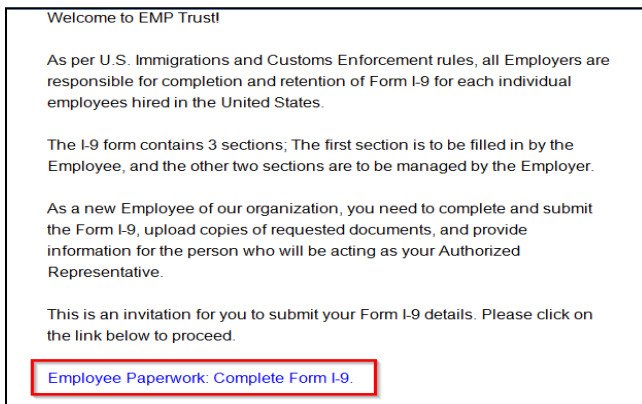 Welcome to EMP Trust!
As per U.S. Immigrations and Customs Enforcement rules, all Employers are
responsible for completion and retention of Form I-9 for each individual
employees hired in the United States.
The I-9 form contains 3 sections; The first section is to be filled in by the
Employee, and the other two sections are to be managed by the Employer.
As a new Employee of our organization, you need to complete and submit
the Form I-9, upload copies of requested documents, and provide
information for the person who will be acting as your Authorized
Representative.
This is an invitation for you to submit your Form I-9 details. Please click on
the link below to proceed.
Employee Paperwork: Complete Form I-9.